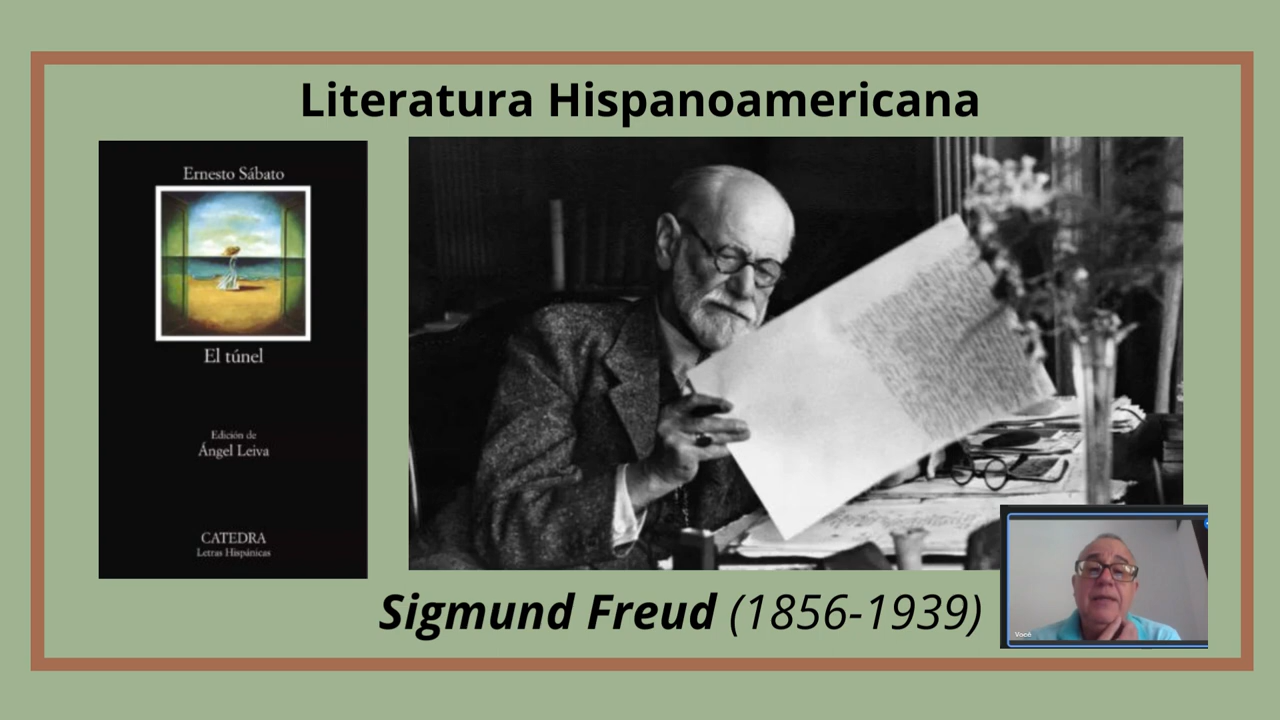 Literatura Hispanoamericana
Ernesto Sábato
El túnel
Edición de
Ángel Leiva
CATEDRA
Letras Hispánicas
Sigmund Freud (1856-1939)
Você